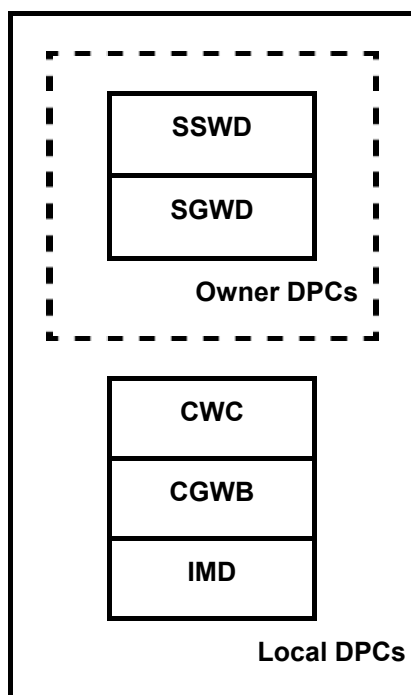 SSWD
SGWD
Owner DPCs
CWC
CGWB
IMD
Local DPCs